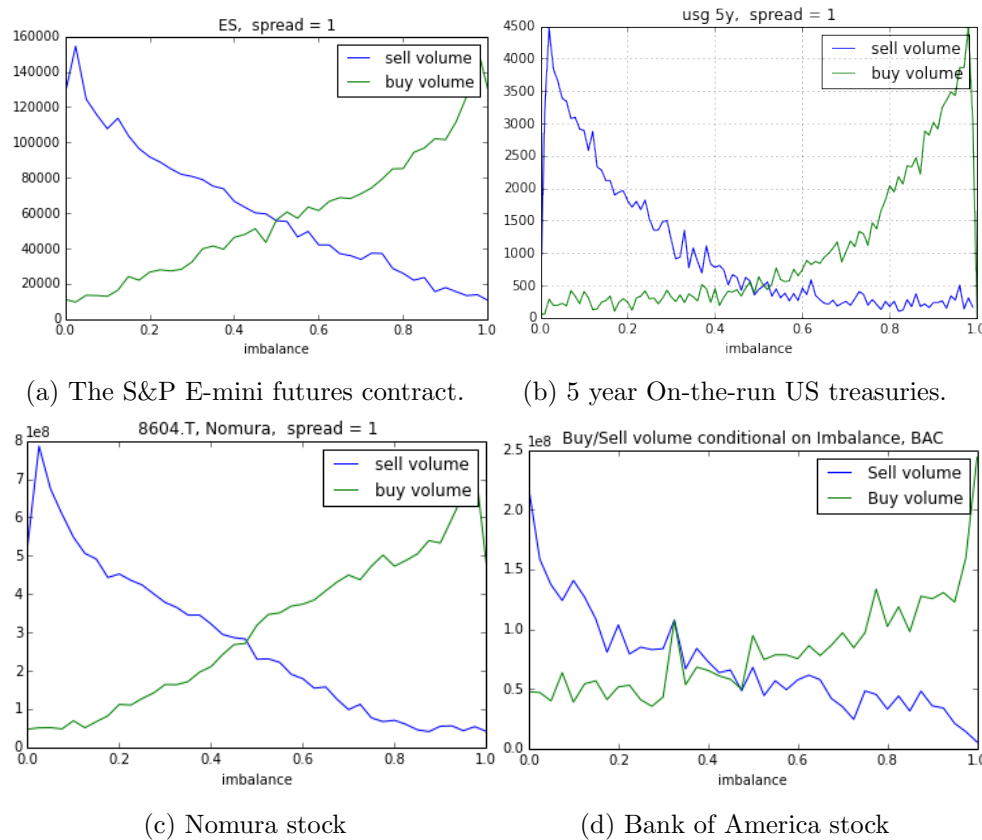 ES, spread = 1
160000
140000
120000
100000
80000
60000
40000
20000
0
0.0 0.2 0.4 0.6 0.8 1.0
imbalance
sell volume
buy volume
(a) The S&P E-mini futures contract.
usg 5y, spread = 1
4500
4000
3500
3000
2500
2000
1500
1000
500
0
0.0 0.2 0.4 0.6 0.8 1.0
imbalance
sell volume
buy volume
(b) 5 year On-the-run US treasuries.
1e8
8604.T, Nomura, spread = 1
8
7
6
5
4
3
2
1
0
0.0 0.2 0.4 0.6 0.8 1.0
imbalance
sell volume
buy volume
(c) Nomura stock
1e8
Buy/Sell volume conditional on Imbalance, BAC
2.5
2.0
1.5
1.0
0.5
0.0
0.0 0.2 0.4 0.6 0.8 1.0
imbalance
Sell volume
Buy volume
(d) Bank of America stock